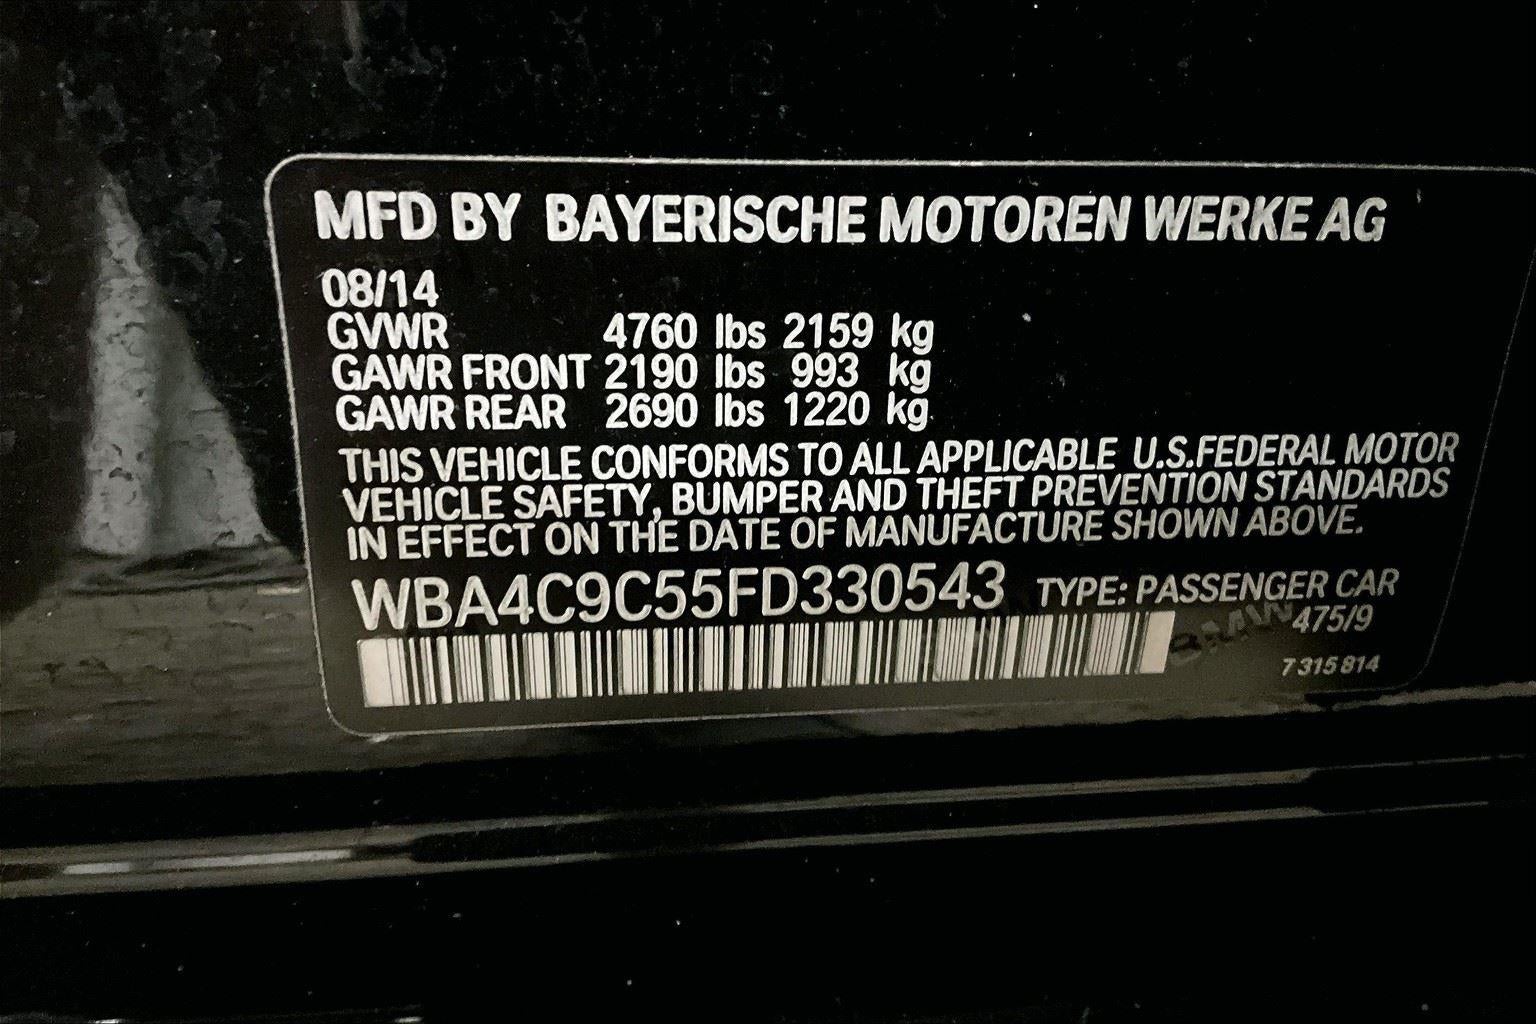 MFD BY BAYERISCHE MOTOREN WERKE AG
08/14
GVWR 4760 lbs 2159 kg
GAWR FRONT 2190 lbs 993 kg
GAWR REAR 2690 lbs 1220 kg
THIS VEHICLE CONFORMS TO ALL APPLICABLE U.S.FEDERAL MOTOR
VEHICLE SAFETY, BUMPER AND THEFT PREVENTION STANDARDS
IN EFFECT ON THE DATE OF MANUFACTURE SHOWN ABOVE.
WBA4C9C55FD330543 TYPE: PASSENGER CAR
BMW 475/9
7 315 814